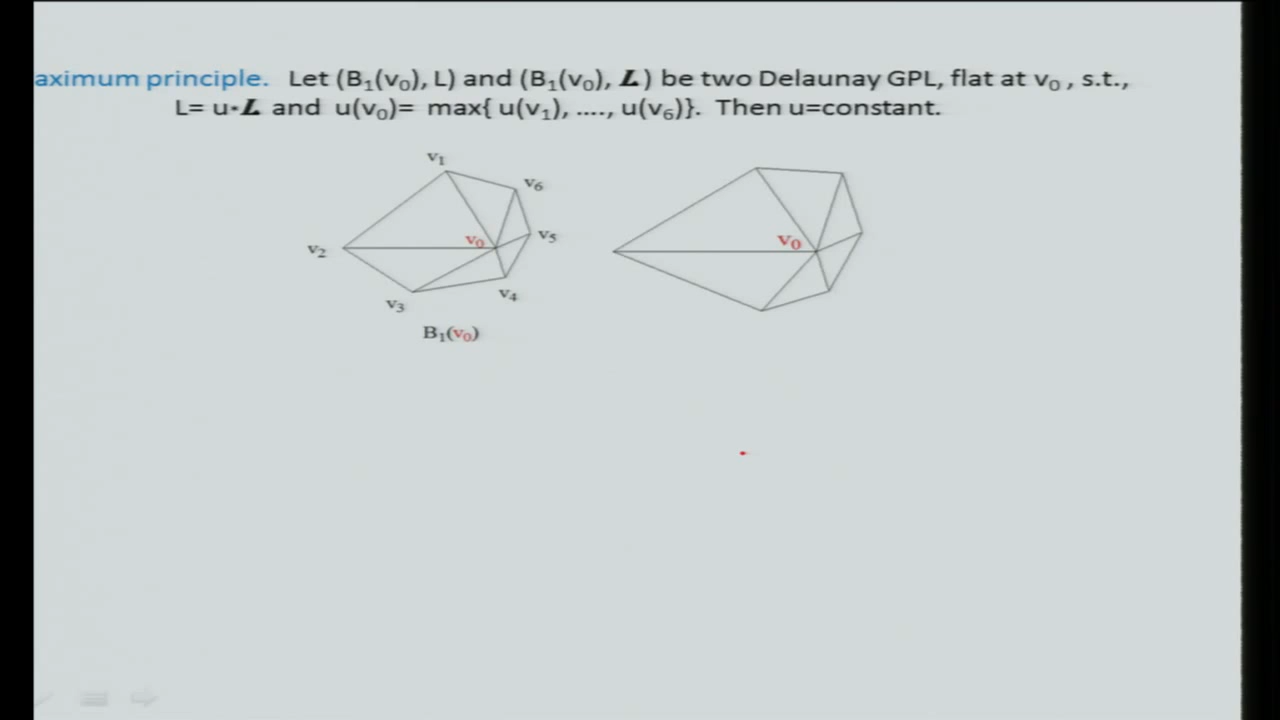 aximum principle. Let (B₁(v₀), L) and (B₁(v₀), 𝑳) be two Delaunay GPL, flat at v₀, s.t.,
L= u·𝑳 and u(v₀)= max{ u(v₁), ...., u(v₆)}. Then u=constant.
v₁
v₆
v₀
v₅
v₂
v₀
v₃
v₄
B₁(v₀)